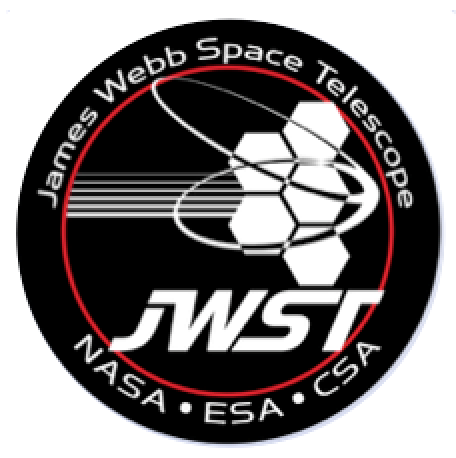 James Webb Space Telescope
JWST
NASA • ESA • CSA